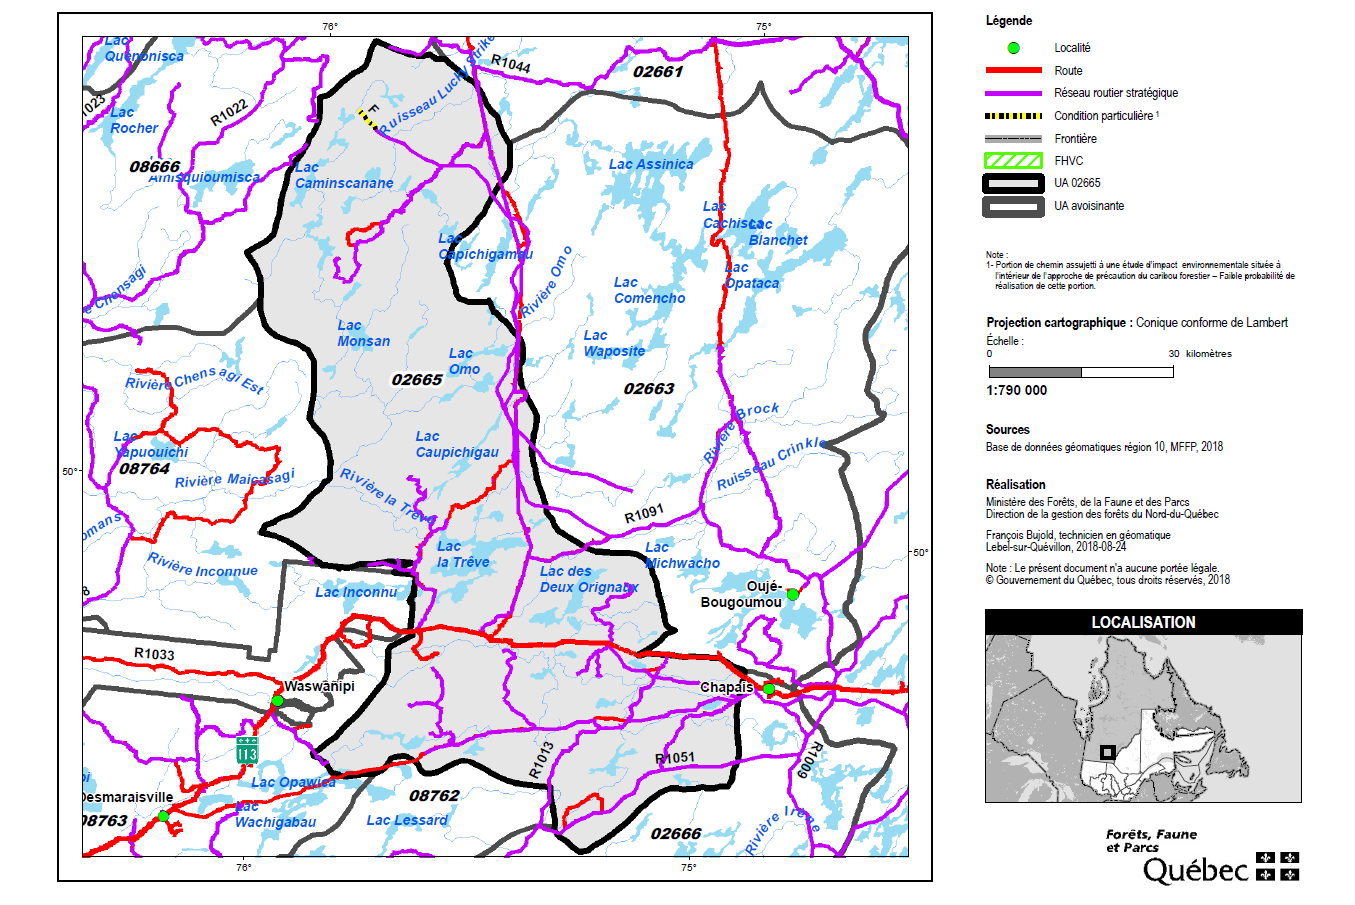 76°
75°
Lac
Quénonisca
R1044
02661
Ruisseau Lucky Strike
1023
R1022
F
Lac
Rocher
08666
Amisquioumisca
Lac
Caminscanane
Lac Assinica
Lac
Cachisca
Lac
Blanchet
Lac
Capichigamau
Rivière Omo
Lac
Opataca
Lac
Comencho
e Chensagi
Lac
Monsan
Lac
Waposite
Lac
Omo
02665
02663
Rivière Chensagi Est
Rivière Brock
Lac
Yapuouichi
08764
Lac
Caupichigau
Ruisseau Crinkle
50°
Rivière Maicasagi
Rivière la Trêve
R1091
omans
Lac
la Trêve
Lac
Michwacho
50°
Rivière Inconnue
Lac des
Deux Orignaux
Oujé-
Bougoumou
8
Lac Inconnu
R1033
Waswanipi
Chapais
113
R1013
R1051
R1009
pi
Lac Opawica
Desmaraisville
08762
Lac
Wachigabau
08763
Lac Lessard
02666
Rivière Irene
76°
75°
Légende
Localité
Route
Réseau routier stratégique
Condition particulière 1
Frontière
FHVC
UA 02665
UA avoisinante
Note :
1- Portion de chemin assujetti à une étude d'impact environnementale située à
l'intérieur de l'approche de précaution du caribou forestier – Faible probabilité de
réalisation de cette portion.
Projection cartographique : Conique conforme de Lambert
Échelle :
0 30 kilomètres
1:790 000
Sources
Base de données géomatiques région 10, MFFP, 2018
Réalisation
Ministère des Forêts, de la Faune et des Parcs
Direction de la gestion des forêts du Nord-du-Québec
François Bujold, technicien en géomatique
Lebel-sur-Quévillon, 2018-08-24
Note : Le présent document n'a aucune portée légale.
© Gouvernement du Québec, tous droits réservés, 2018
LOCALISATION
Forêts, Faune
et Parcs
Québec